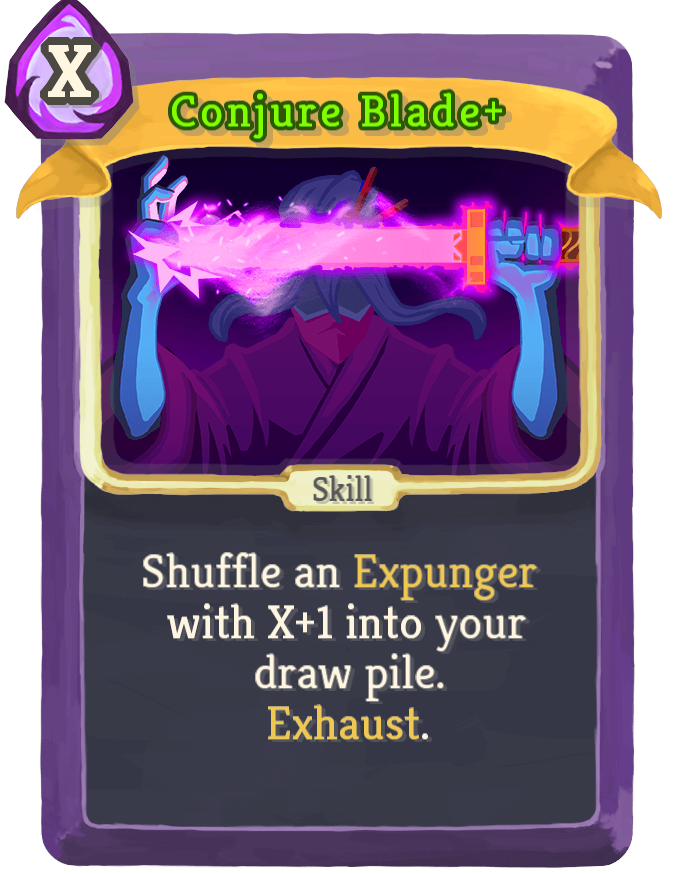 X
Conjure Blade+
Skill
Shuffle an Expunger
with X+1 into your
draw pile.
Exhaust.